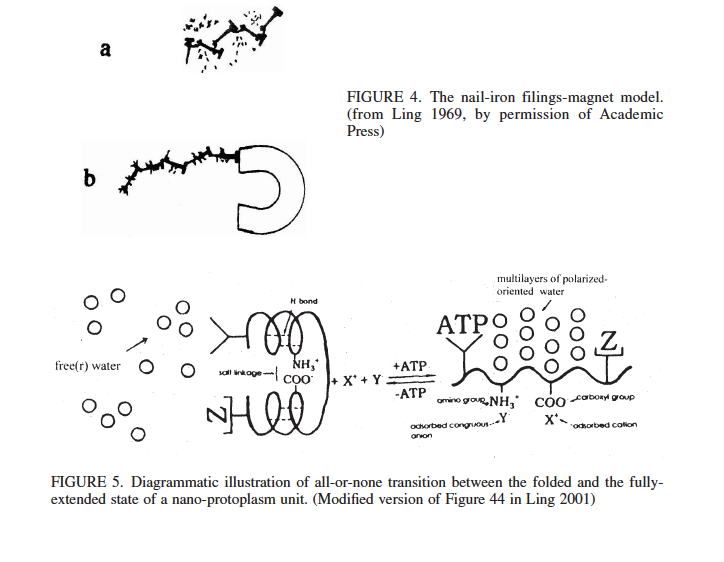 a
FIGURE 4. The nail-iron filings-magnet model.
(from Ling 1969, by permission of Academic
Press)
b
multilayers of polarized-
oriented water
H bond
ATP
Z
free(r) water
salt linkage
NH₃⁺
COO⁻
+ X⁺ + Y⁻
+ATP
-ATP
amino group
NH₃⁺
COO⁻
carboxyl group
adsorbed congruous
anion
Y⁻
X⁺
adsorbed cation
Z
FIGURE 5. Diagrammatic illustration of all-or-none transition between the folded and the fully-
extended state of a nano-protoplasm unit. (Modified version of Figure 44 in Ling 2001)